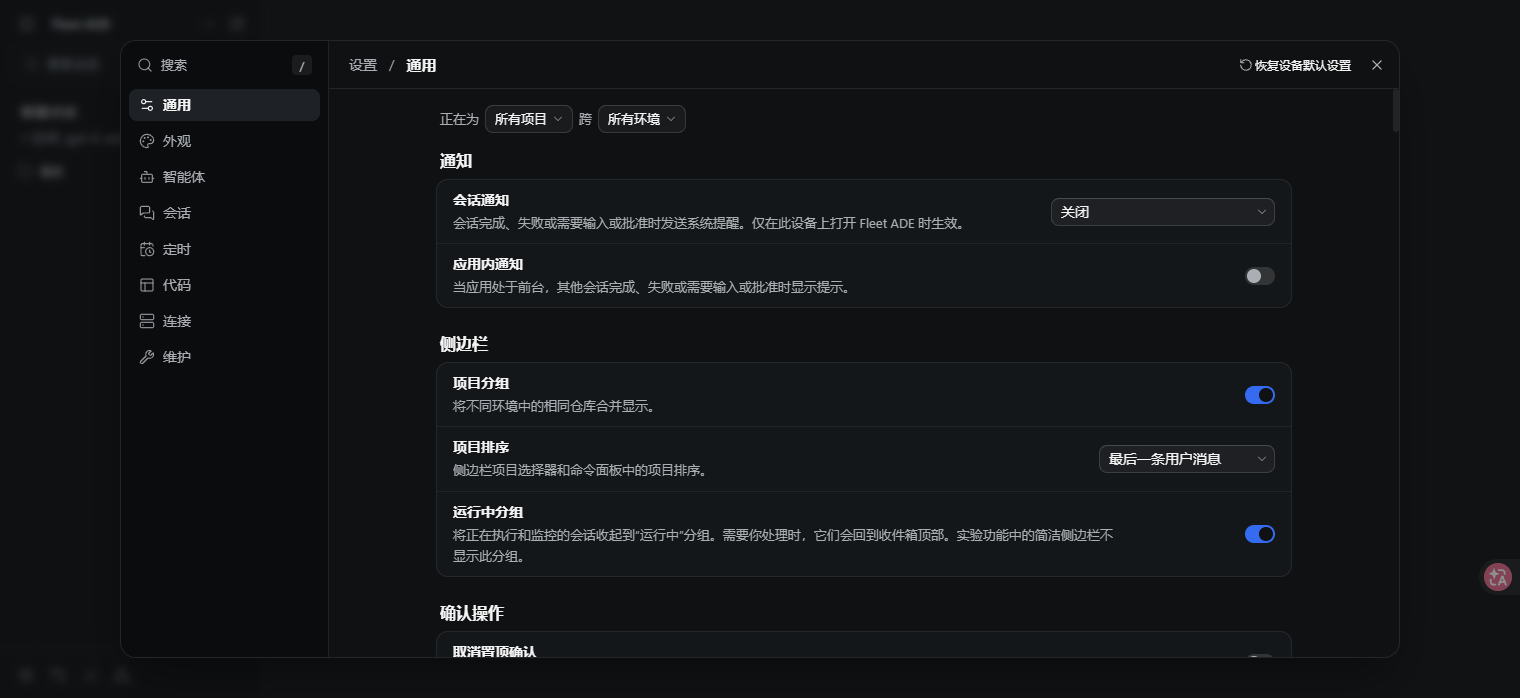 搜索
/
通用
外观
智能体
会话
定时
代码
连接
维护
设置 / 通用
恢复设备默认设置
正在为 所有项目 跨 所有环境
通知
会话通知
会话完成、失败或需要输入或批准时发送系统提醒。仅在此设备上打开 Fleet ADE 时生效。
关闭
应用内通知
当应用处于前台，其他会话完成、失败或需要输入或批准时显示提示。
侧边栏
项目分组
将不同环境中的相同仓库合并显示。
项目排序
侧边栏项目选择器和命令面板中的项目排序。
最后一条用户消息
运行中分组
将正在执行和监控的会话收起到"运行中"分组。需要你处理时，它们会回到收件箱顶部。实验功能中的简洁侧边栏不
显示此分组。
确认操作
取消置顶确认